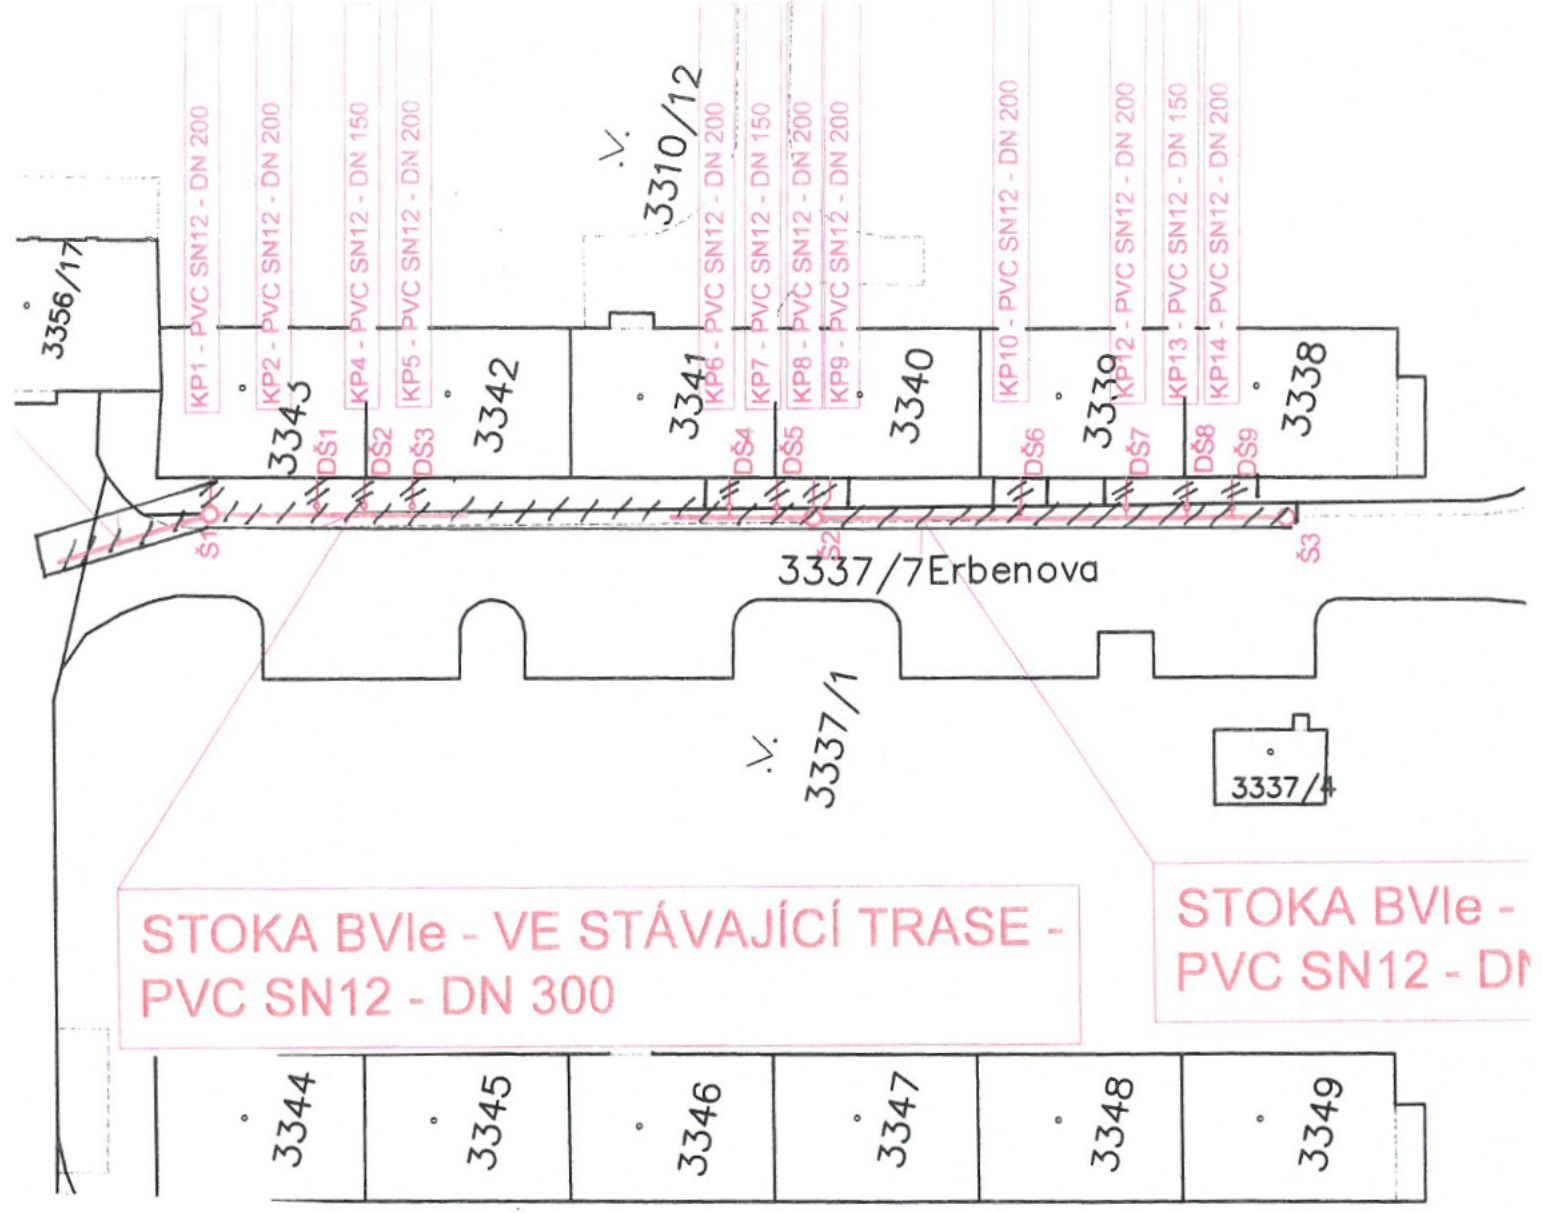 KP1 - PVC SN12 - DN 200
KP2 - PVC SN12 - DN 200
KP4 - PVC SN12 - DN 150
KP5 - PVC SN12 - DN 200
KP6 - PVC SN12 - DN 200
KP7 - PVC SN12 - DN 150
KP8 - PVC SN12 - DN 200
KP9 - PVC SN12 - DN 200
KP10 - PVC SN12 - DN 200
KP12 - PVC SN12 - DN 200
KP13 - PVC SN12 - DN 150
KP14 - PVC SN12 - DN 200
.V.
3310/12
3356/17
3343
3342
3341
3340
3339
3338
DŠ1
DŠ2
DŠ3
DŠ4
DŠ5
DŠ6
DŠ7
DŠ8
DŠ9
Š1
Š2
Š3
3337/7 Erbenova
.V.
3337/1
3337/4
STOKA BVIe - VE STÁVAJÍCÍ TRASE -
PVC SN12 - DN 300
STOKA BVIe -
PVC SN12 - DN
3344
3345
3346
3347
3348
3349